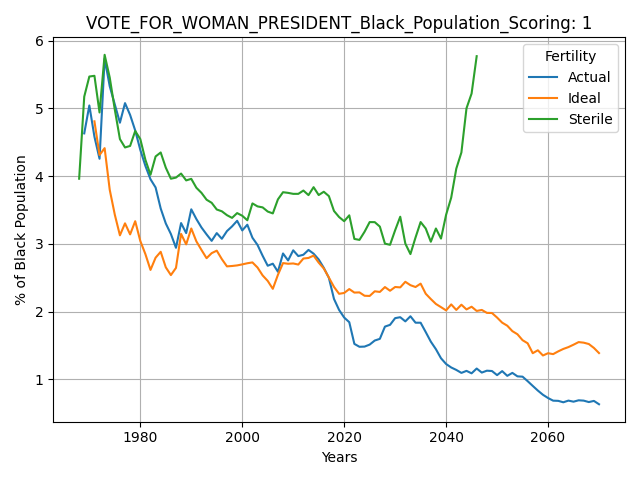 VOTE_FOR_WOMAN_PRESIDENT_Black_Population_Scoring: 1
Fertility
Actual
Ideal
Sterile
% of Black Population
6
5
4
3
2
1
1980
2000
2020
2040
2060
Years